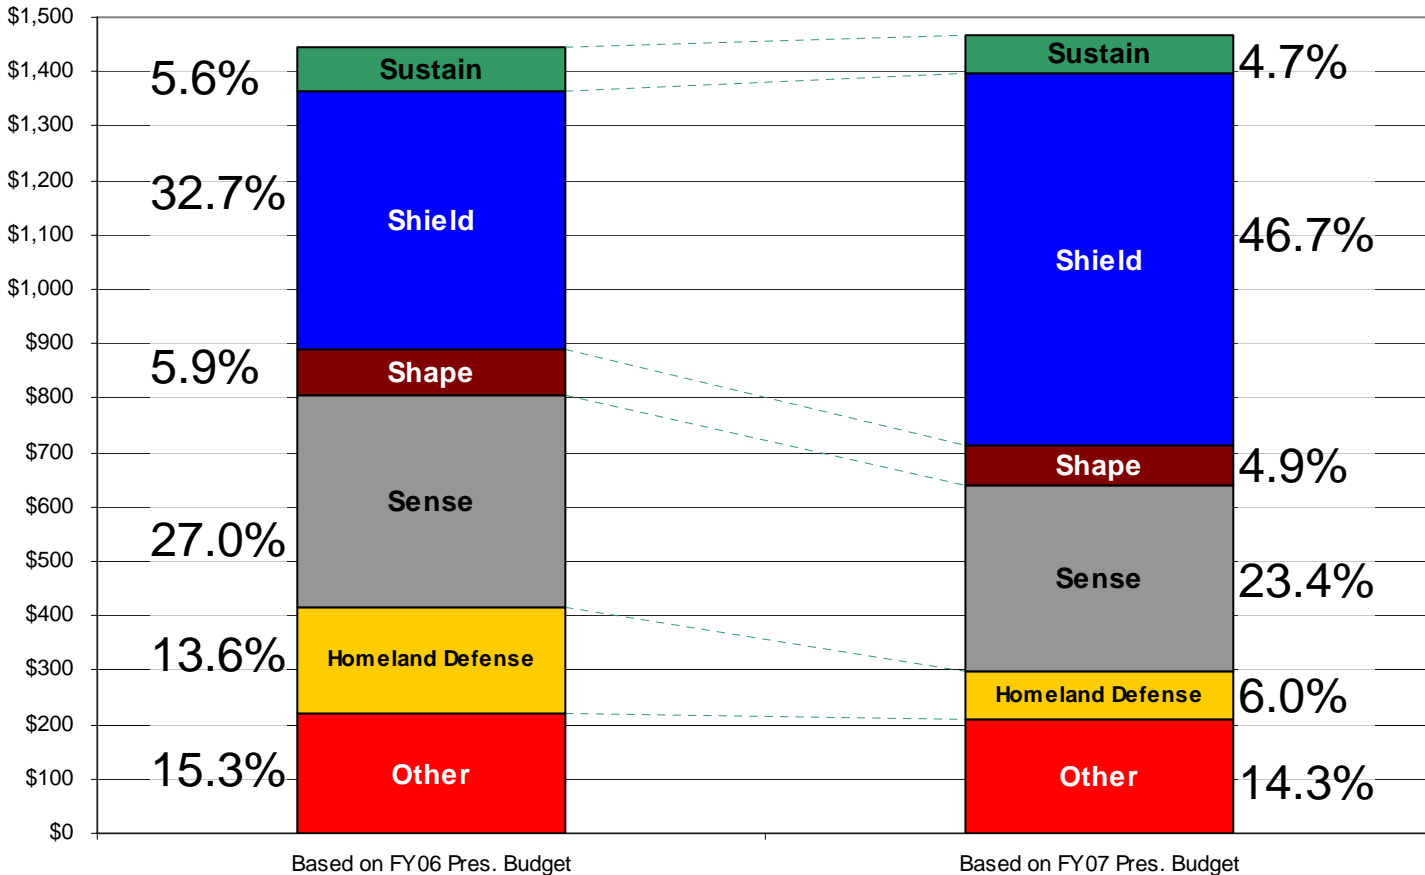 $1,500
$1,400
$1,300
$1,200
$1,100
$1,000
$900
$800
$700
$600
$500
$400
$300
$200
$100
$0
5.6%
32.7%
5.9%
27.0%
13.6%
15.3%
Sustain
Shield
Shape
Sense
Homeland Defense
Other
Sustain
Shield
Shape
Sense
Homeland Defense
Other
4.7%
46.7%
4.9%
23.4%
6.0%
14.3%
Based on FY06 Pres. Budget
Based on FY07 Pres. Budget